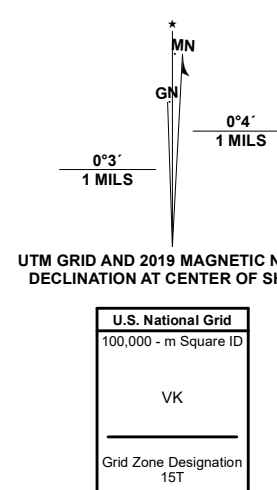 ★
MN
GN
0°4´
1 MILS
0°3´
1 MILS
UTM GRID AND 2019 MAGNETIC
DECLINATION AT CENTER OF
U.S. National Grid
100,000 - m Square ID
VK
Grid Zone Designation
15T